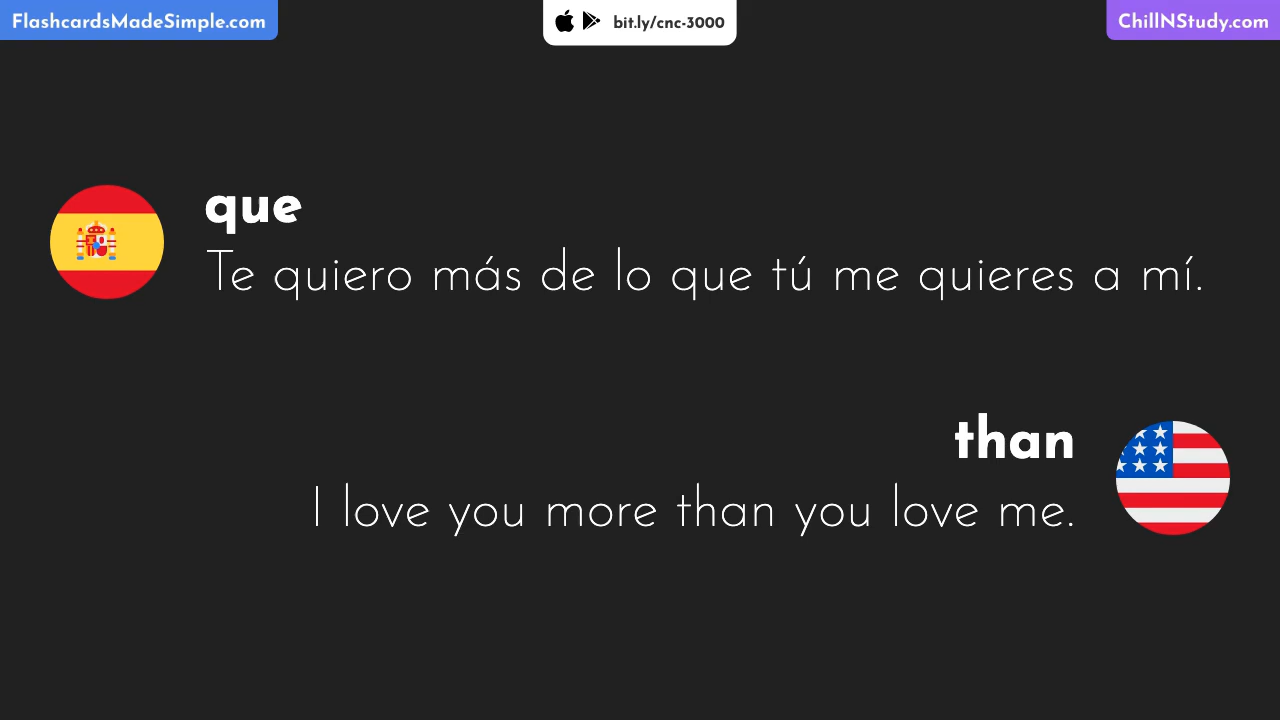 FlashcardsMadeSimple.com
bit.ly/cnc-3000
ChillNStudy.com
que
Te quiero más de lo que tú me quieres a mí.
than
I love you more than you love me.